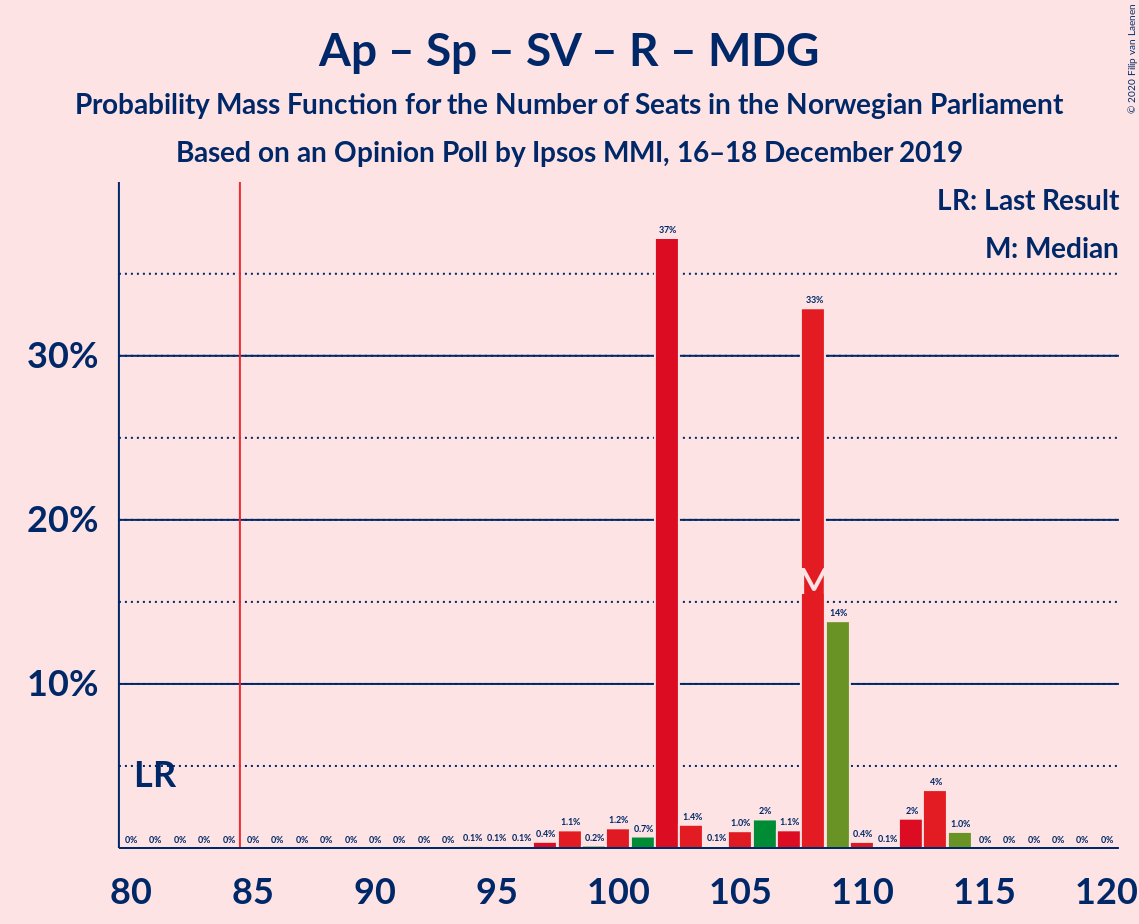 Ap – Sp – SV – R – MDG
Probability Mass Function for the Number of Seats in the Norwegian Parliament
Based on an Opinion Poll by Ipsos MMI, 16–18 December 2019
© 2020 Filip van Laenen
LR: Last Result
M: Median
30%
20%
10%
LR
M
0% 0% 0% 0% 0% 0% 0% 0% 0% 0% 0% 0% 0% 0% 0.1% 0.1% 0.1% 0.4% 1.1% 0.2% 1.2% 0.7% 37% 1.4% 0.1% 1.0% 2% 1.1% 33% 14% 0.4% 0.1% 2% 4% 1.0% 0% 0% 0% 0% 0% 0%
80 85 90 95 100 105 110 115 120